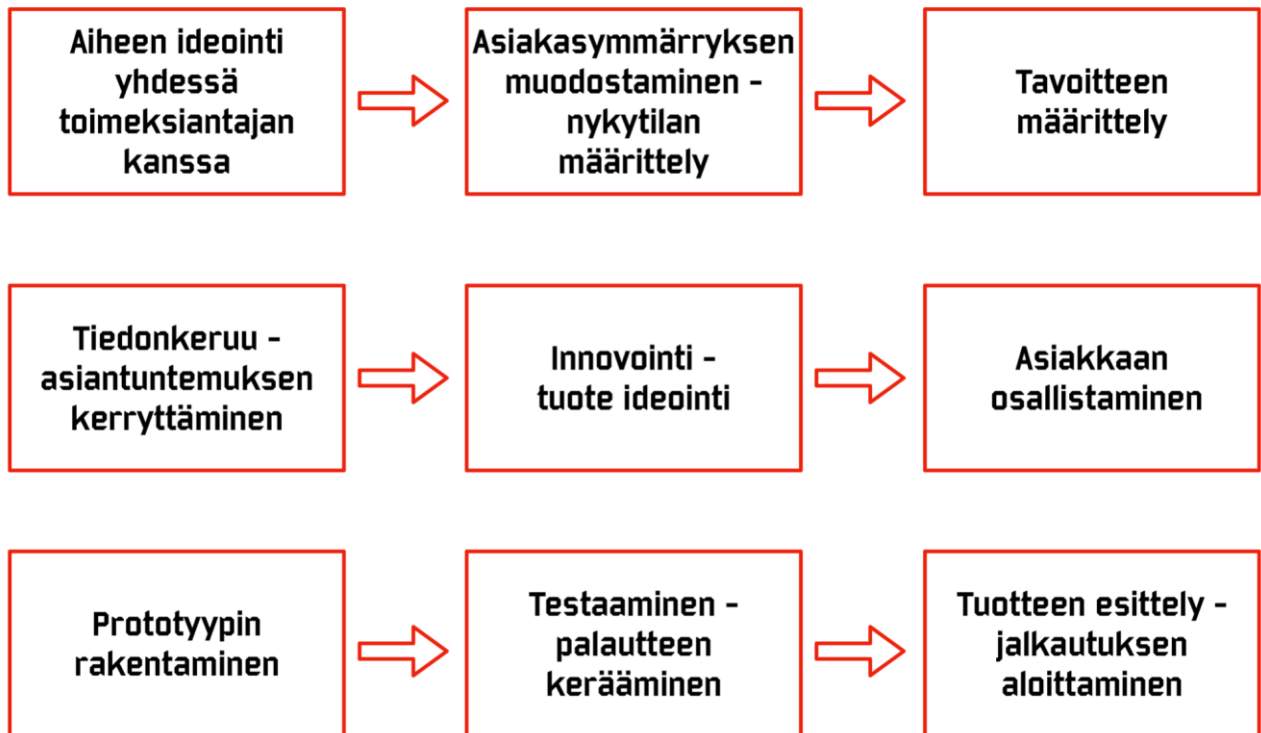 Aiheen ideointi
yhdessä
toimeksiantajan
kanssa
Asiakasymmärryksen
muodostaminen -
nykytilan
määrittely
Tavoitteen
määrittely
Tiedonkeruu -
asiantuntemuksen
kerryttäminen
Innovointi -
tuote ideointi
Asiakkaan
osallistaminen
Prototyypin
rakentaminen
Testaaminen -
palautteen
kerääminen
Tuotteen esittely -
jalkautuksen
aloittaminen